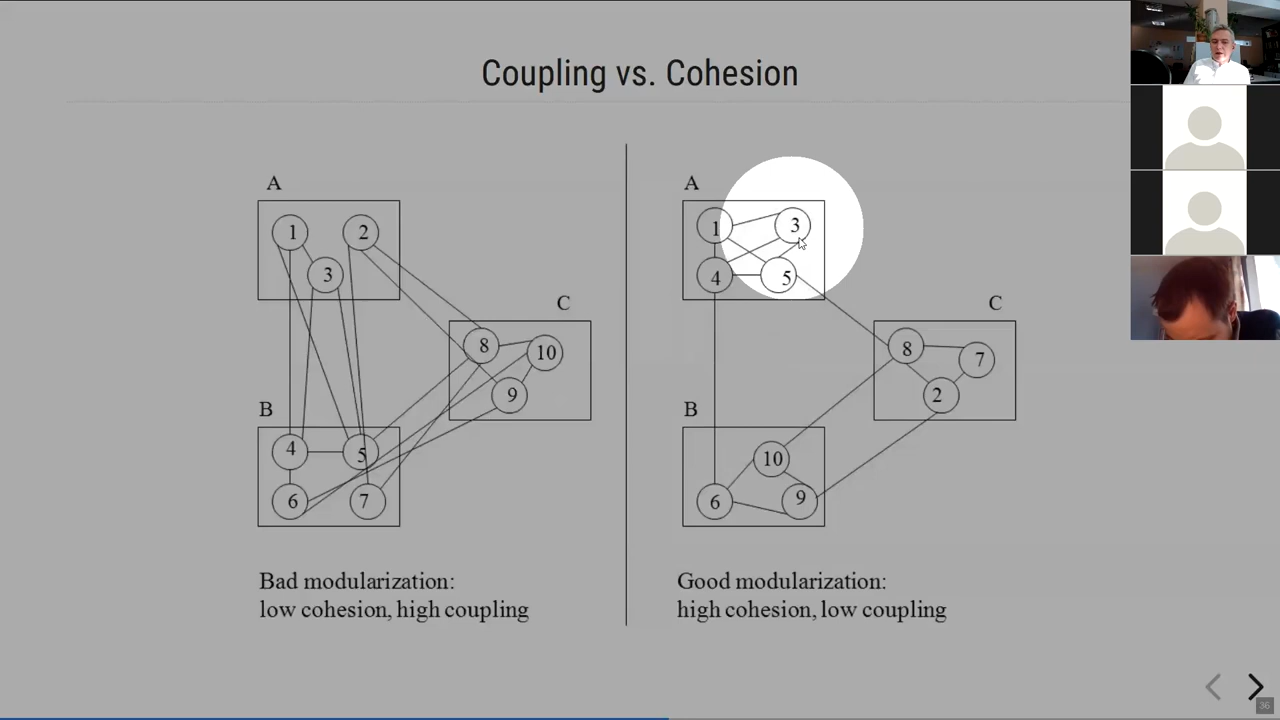 Coupling vs. Cohesion
A
1 2
3
C
8 10
9
B
4 5
6 7
Bad modularization:
low cohesion, high coupling
A
1 3
4 5
C
8 7
2
B
10
6 9
Good modularization:
high cohesion, low coupling
36